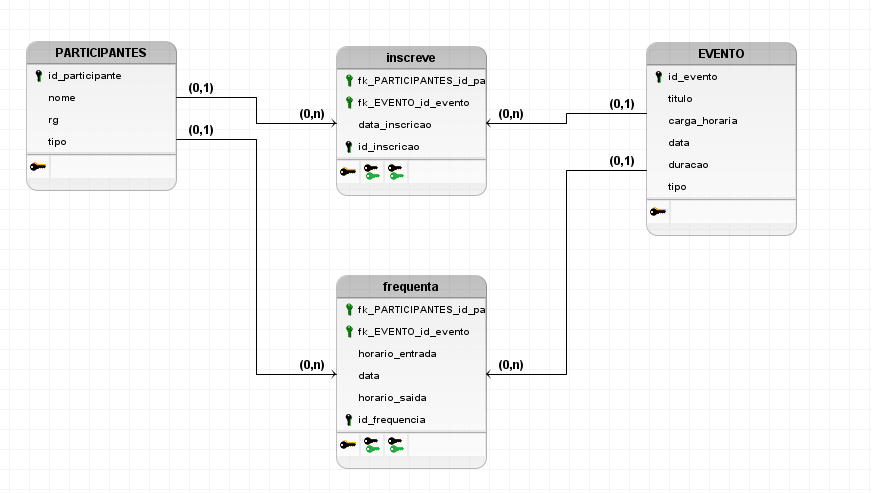 PARTICIPANTES
id_participante
nome
rg
tipo
(0,1)
(0,1)
(0,n)
(0,n)
inscreve
fk_PARTICIPANTES_id_pa
fk_EVENTO_id_evento
data_inscricao
id_inscricao
(0,n)
(0,1)
(0,1)
(0,n)
EVENTO
id_evento
titulo
carga_horaria
data
duracao
tipo
frequenta
fk_PARTICIPANTES_id_pa
fk_EVENTO_id_evento
horario_entrada
data
horario_saida
id_frequencia